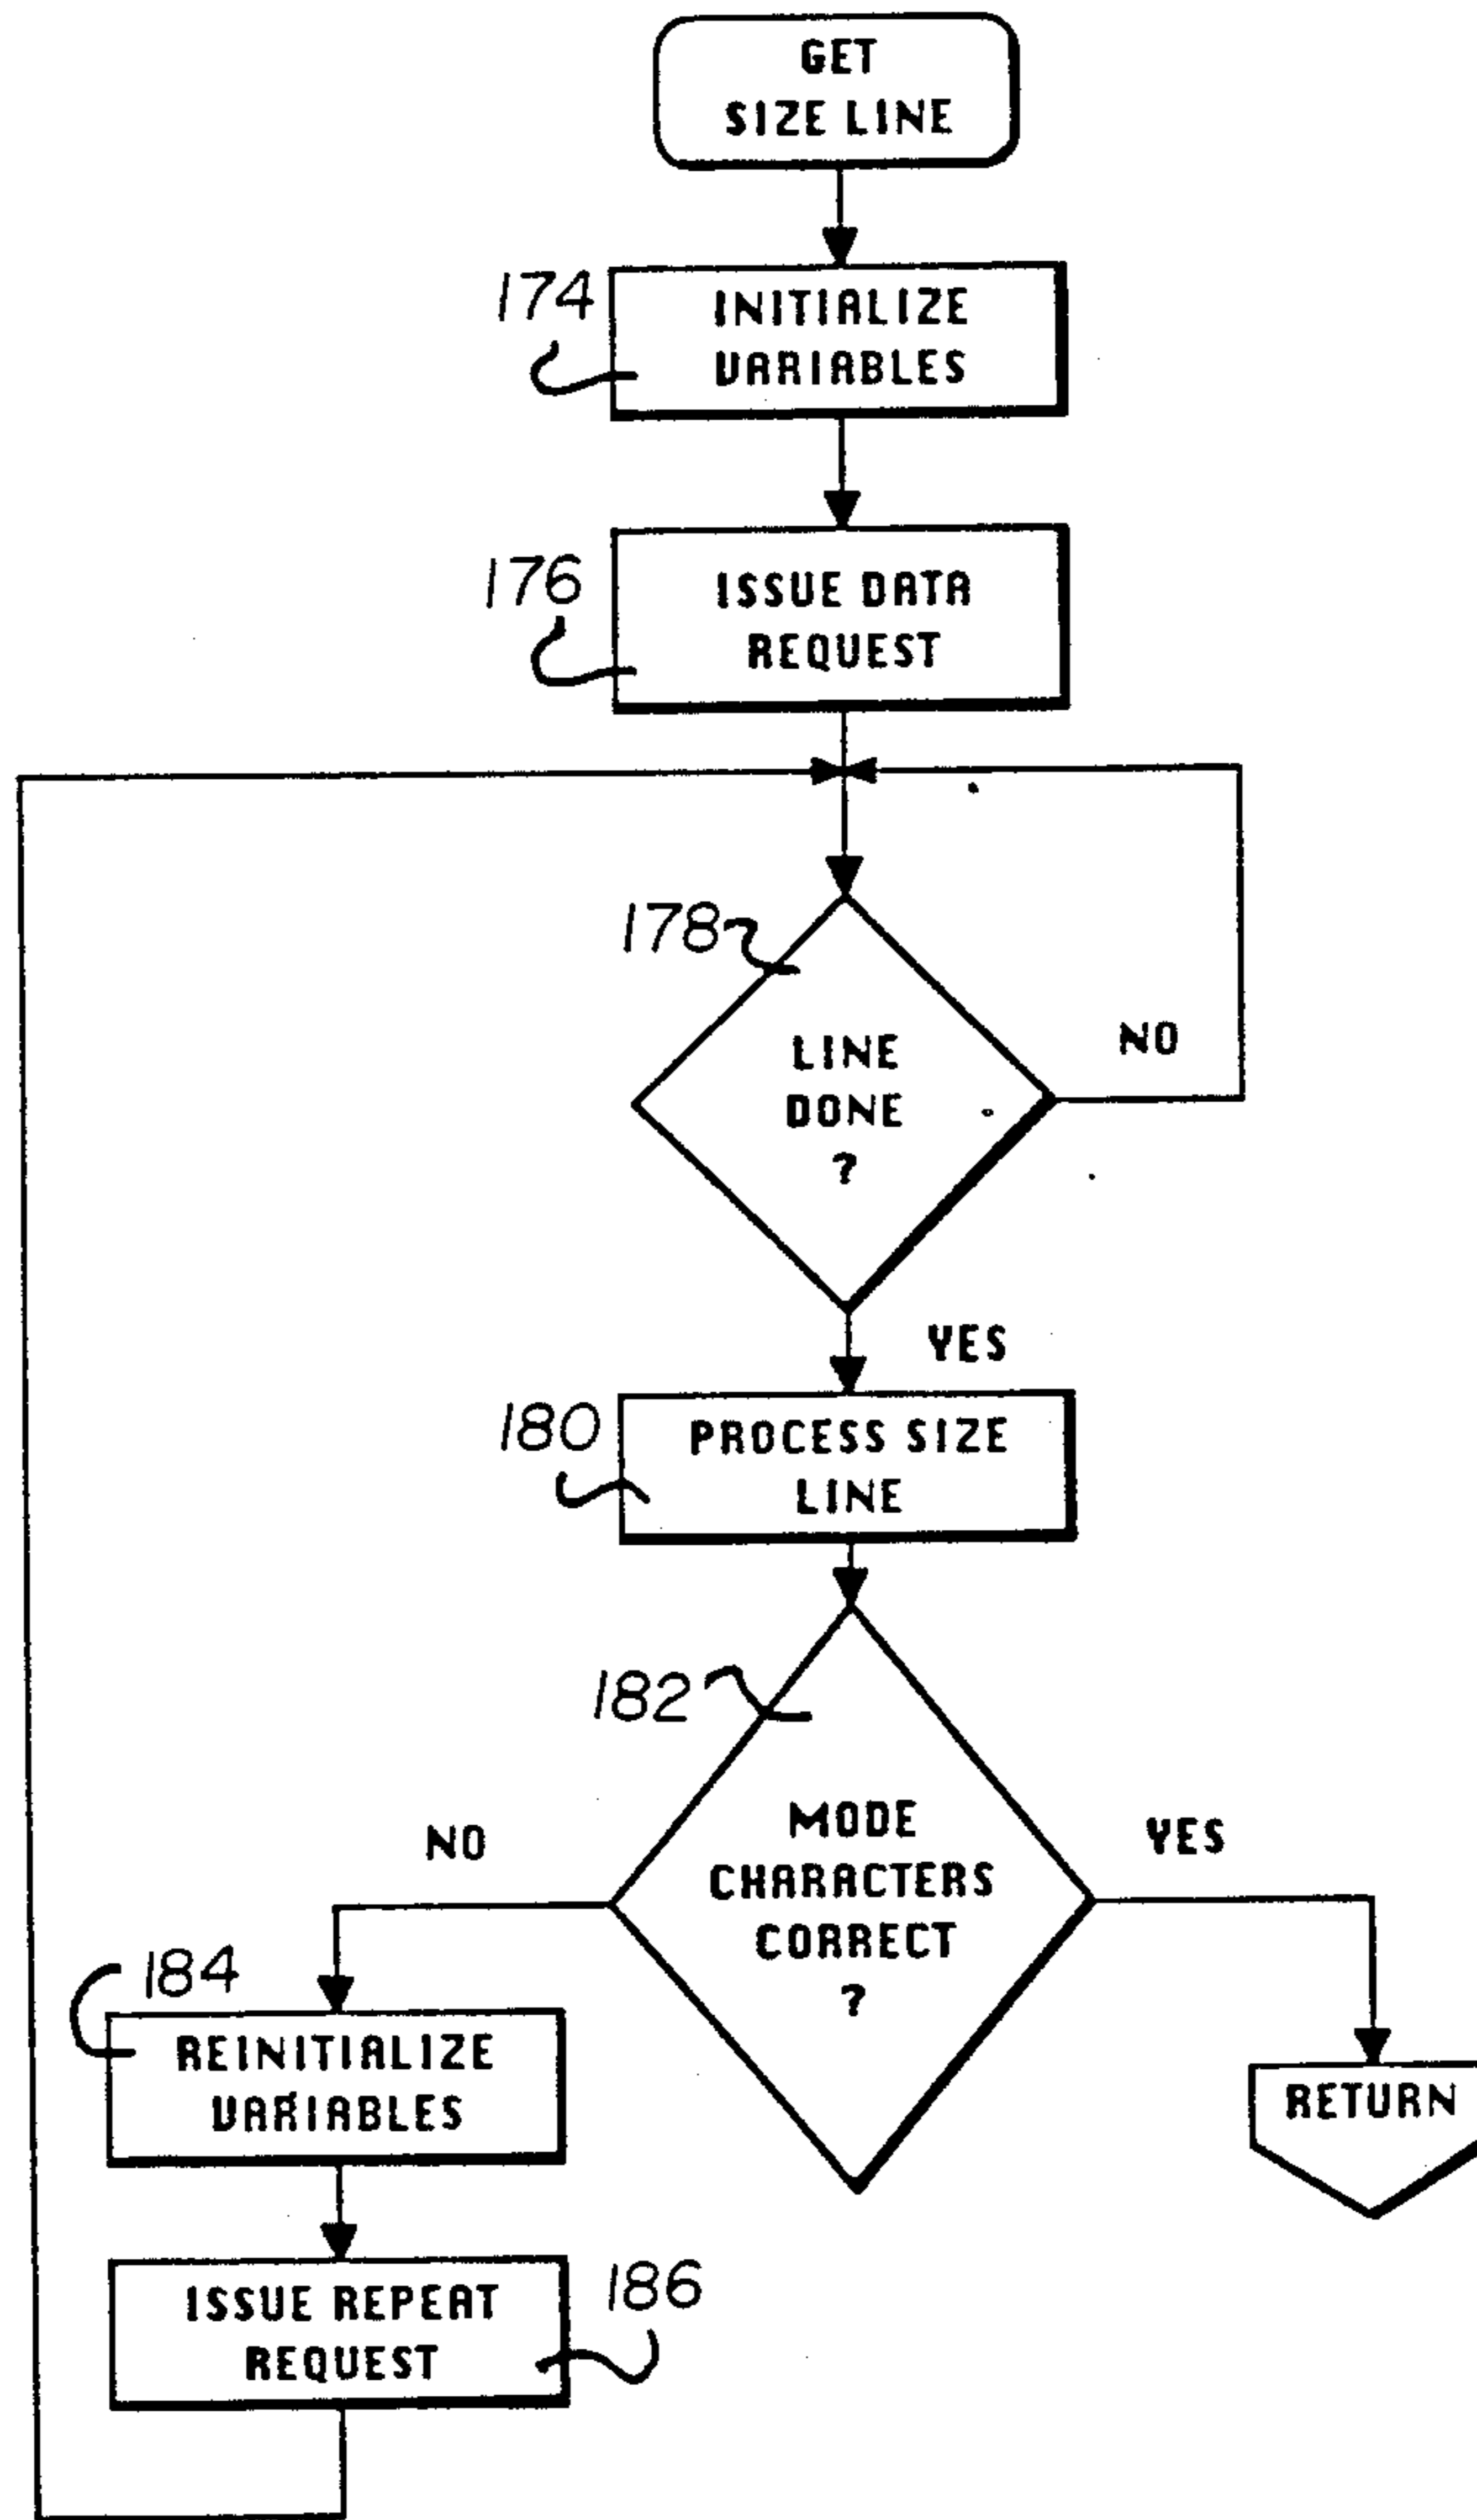 GET
SIZE LINE
174
INITIALIZE
VARIABLES
176
ISSUE DATA
REQUEST
178
LINE
DONE
?
NO
YES
180
PROCESS SIZE
LINE
182
MODE
CHARACTERS
CORRECT
?
NO
YES
184
REINITIALIZE
VARIABLES
RETURN
ISSUE REPEAT
REQUEST
186